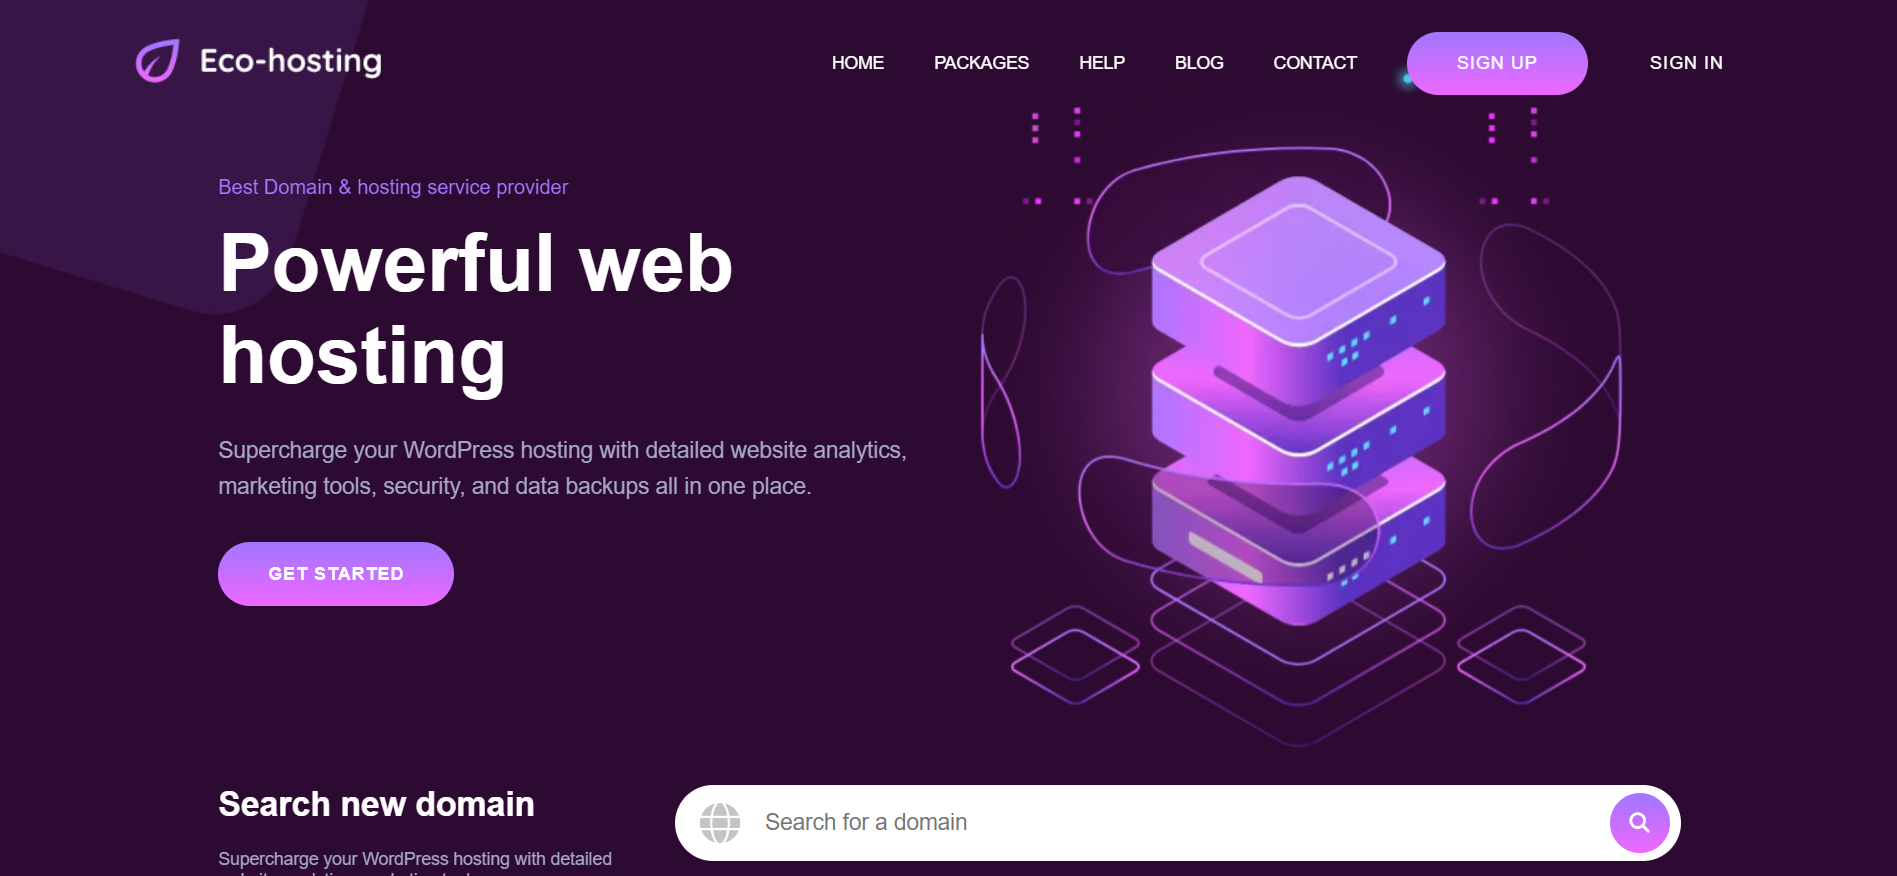 Eco-hosting
HOME PACKAGES HELP BLOG CONTACT SIGN UP SIGN IN
Best Domain & hosting service provider
Powerful web
hosting
Supercharge your WordPress hosting with detailed website analytics,
marketing tools, security, and data backups all in one place.
GET STARTED
Search new domain
Search for a domain
Supercharge your WordPress hosting with detailed